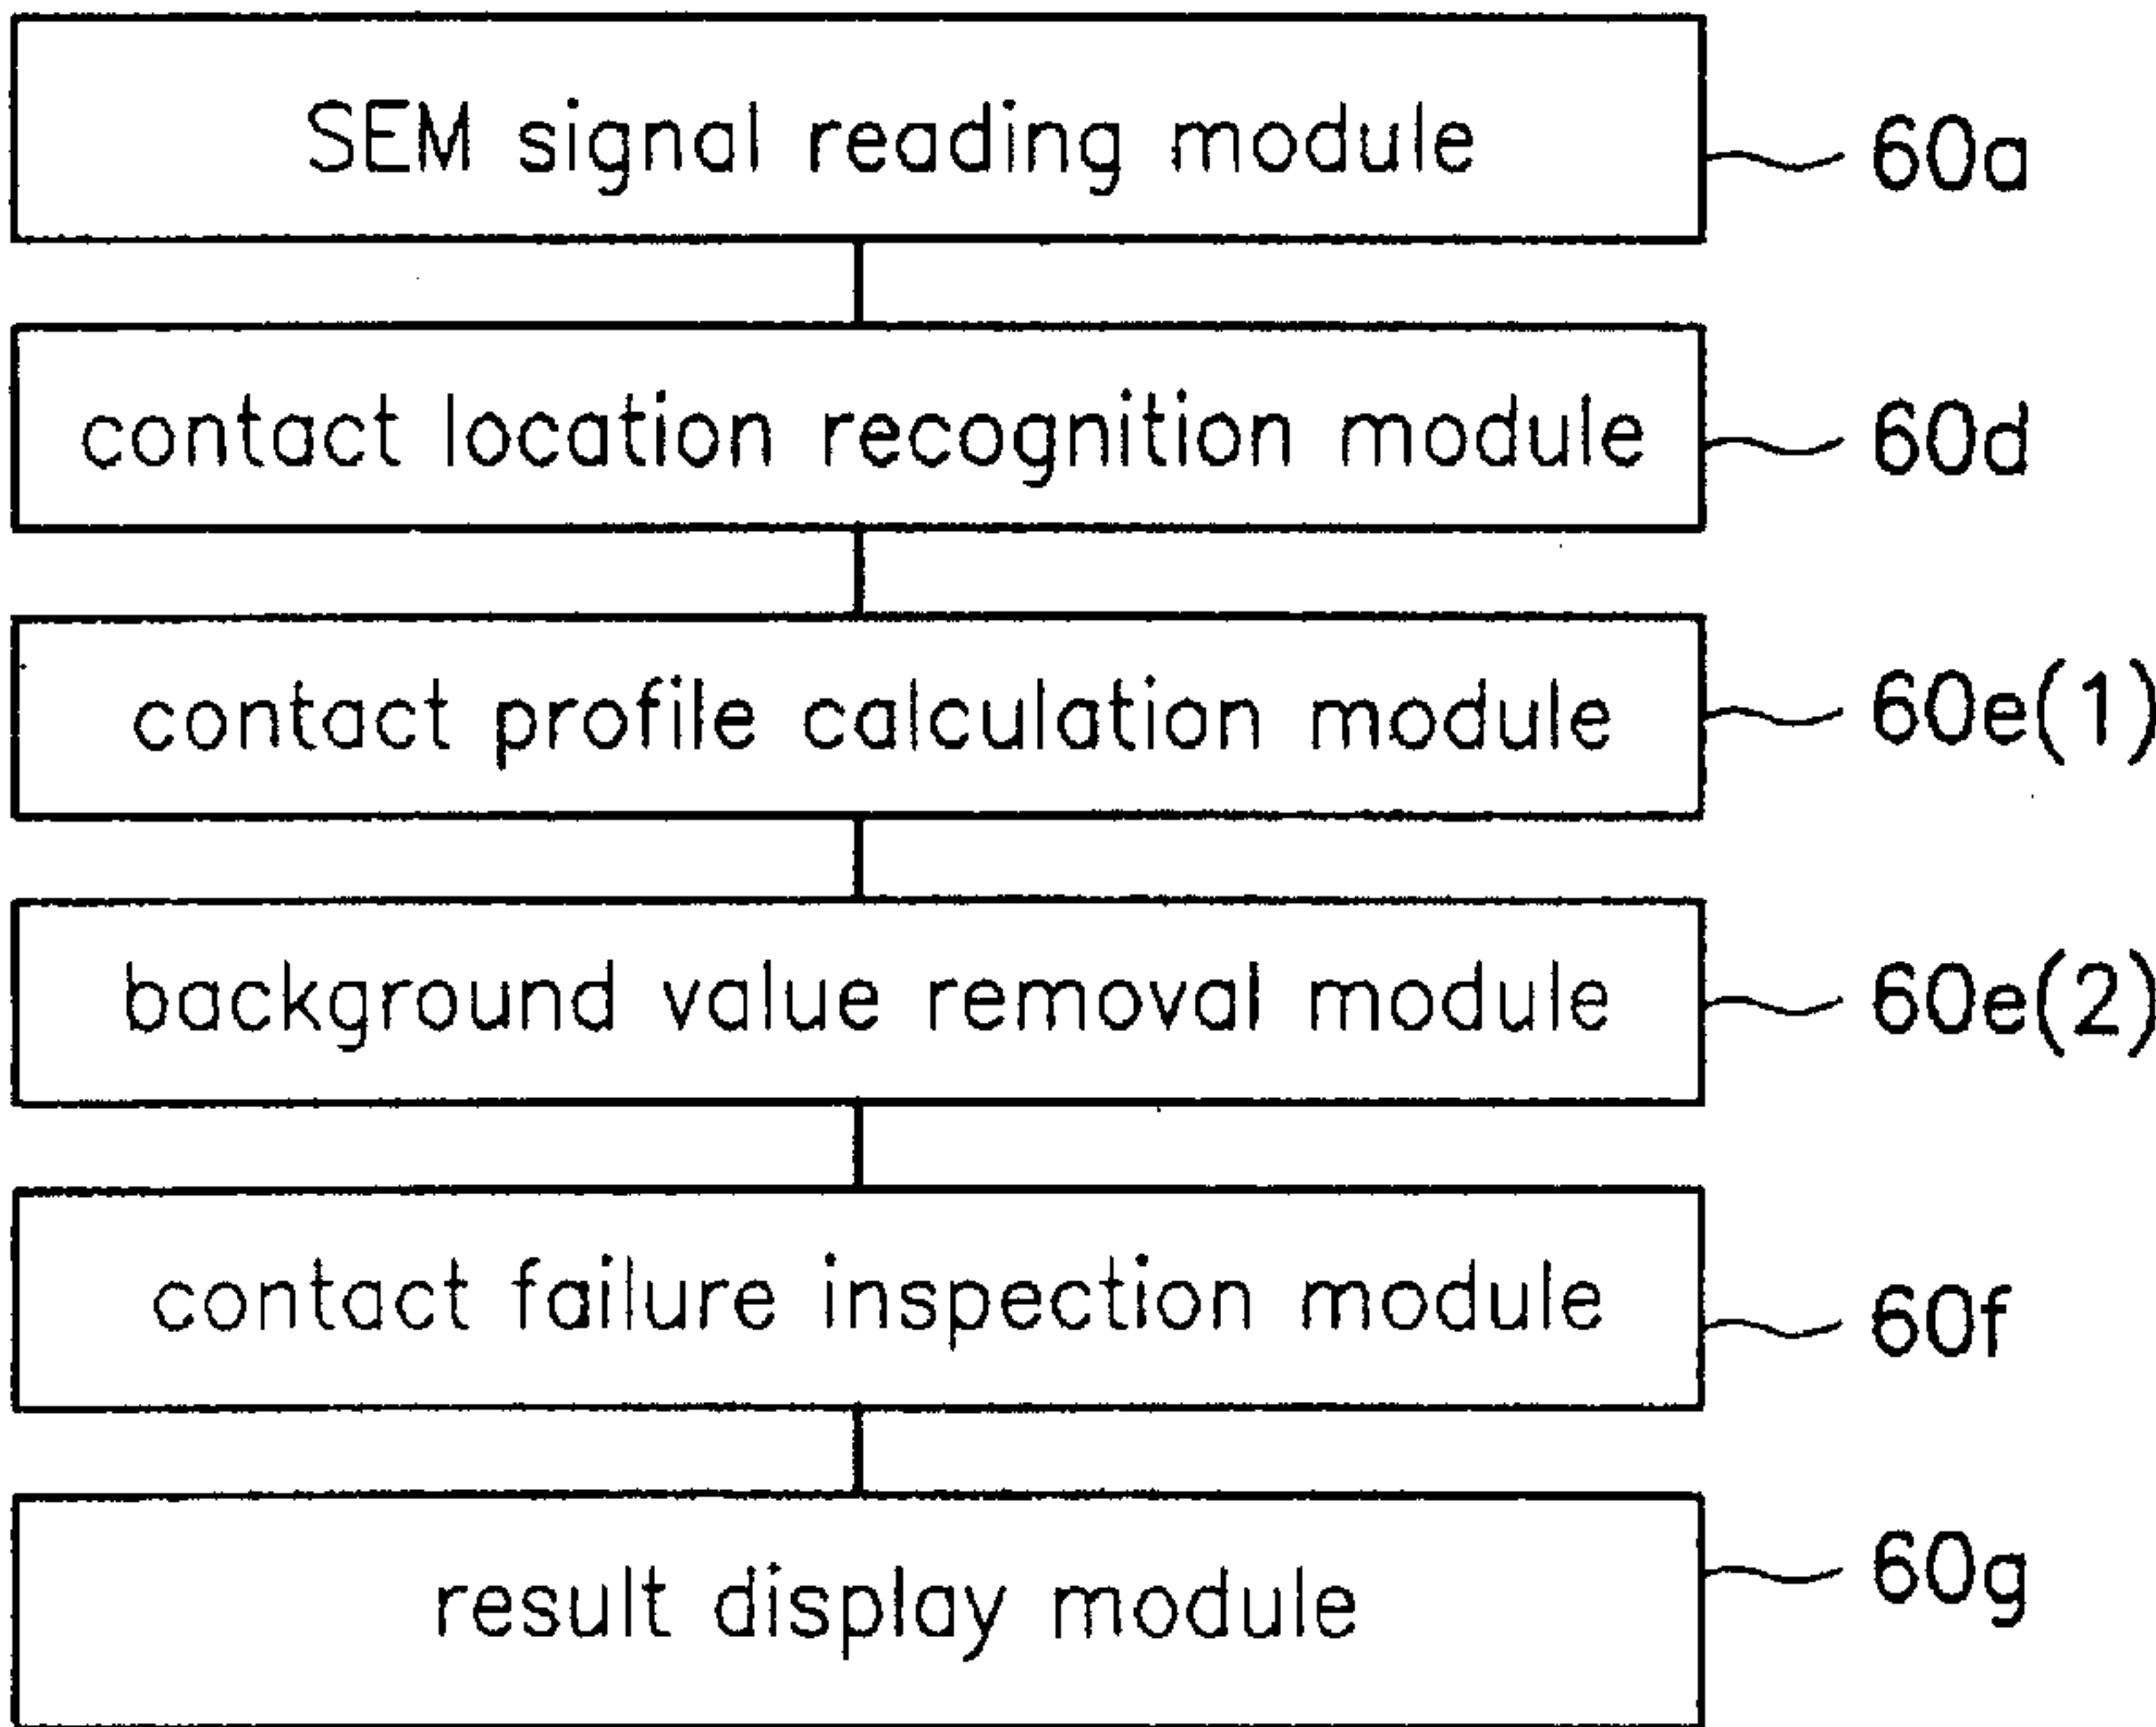 SEM signal reading module
60a
contact location recognition module
60d
contact profile calculation module
60e(1)
background value removal module
60e(2)
contact failure inspection module
60f
result display module
60g